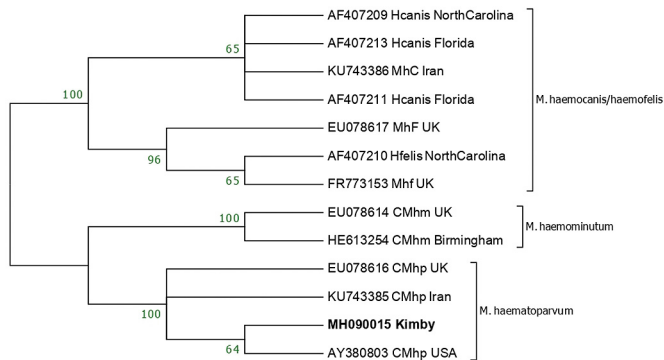 AF407209 Hcanis NorthCarolina
AF407213 Hcanis Florida
65
KU743386 MhC Iran
100
M. haemocanis/haemofelis
AF407211 Hcanis Florida
EU078617 MhF UK
96
AF407210 Hfelis NorthCarolina
65
FR773153 Mhf UK
EU078614 CMhm UK
100
M. haemominutum
HE613254 CMhm Birmingham
EU078616 CMhp UK
KU743385 CMhp Iran
M. haematoparvum
100
MH090015 Kimby
64
AY380803 CMhp USA